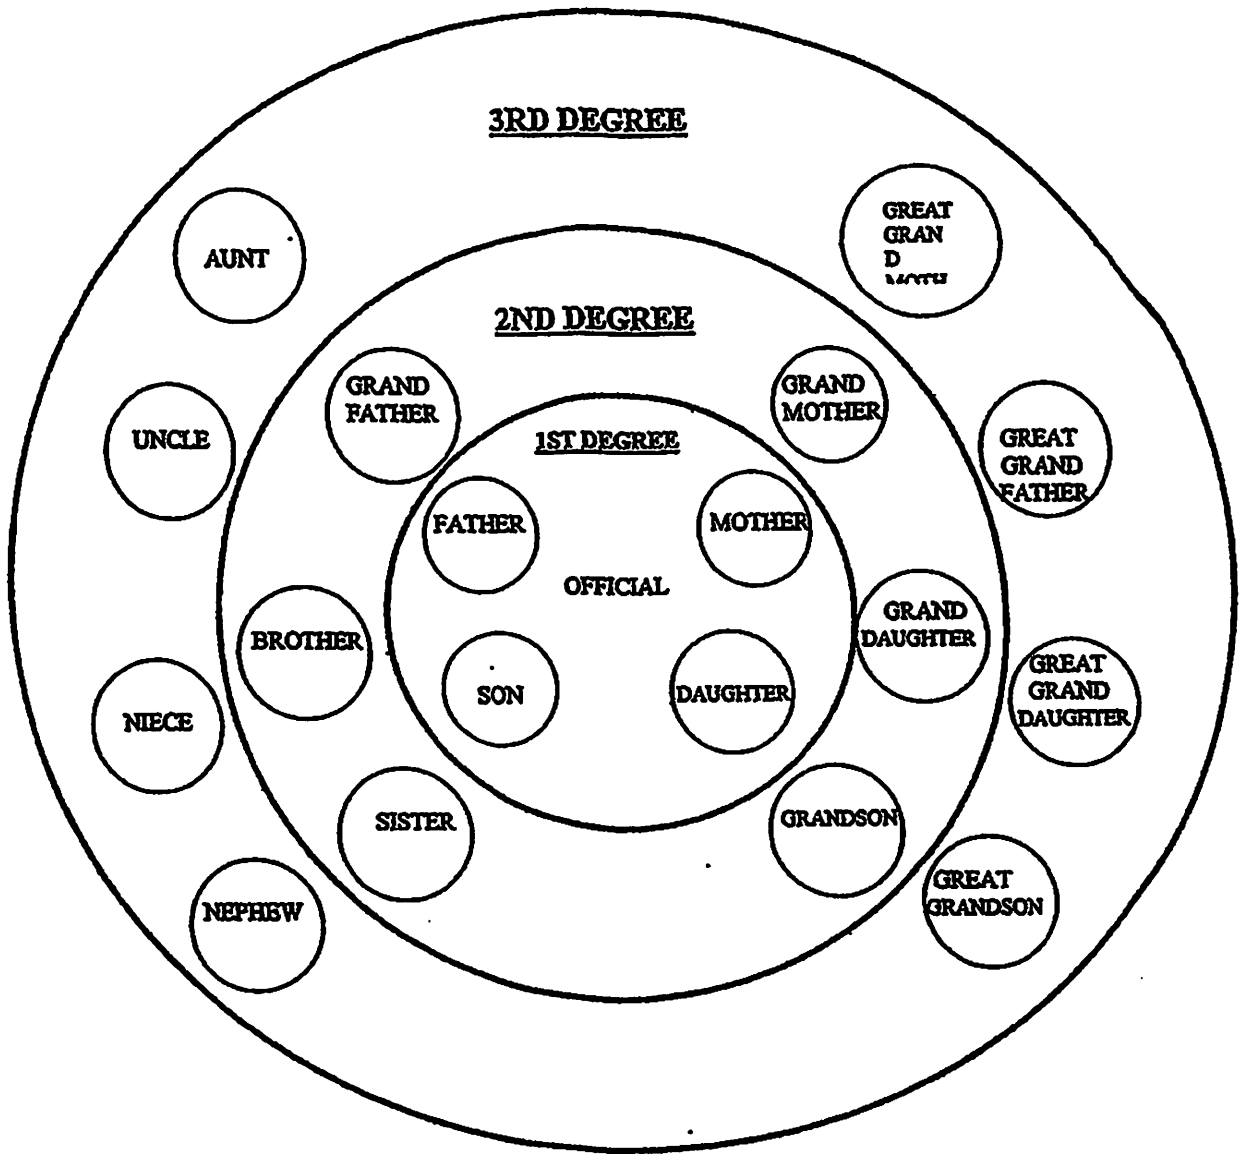 3RD DEGREE
AUNT
GREAT
GRAN
D
MOTH
2ND DEGREE
GRAND
FATHER
GRAND
MOTHER
UNCLE
GREAT
GRAND
FATHER
1ST DEGREE
FATHER
MOTHER
OFFICIAL
BROTHER
GRAND
DAUGHTER
SON
DAUGHTER
NIECE
GREAT
GRAND
DAUGHTER
SISTER
GRANDSON
NEPHEW
GREAT
GRANDSON